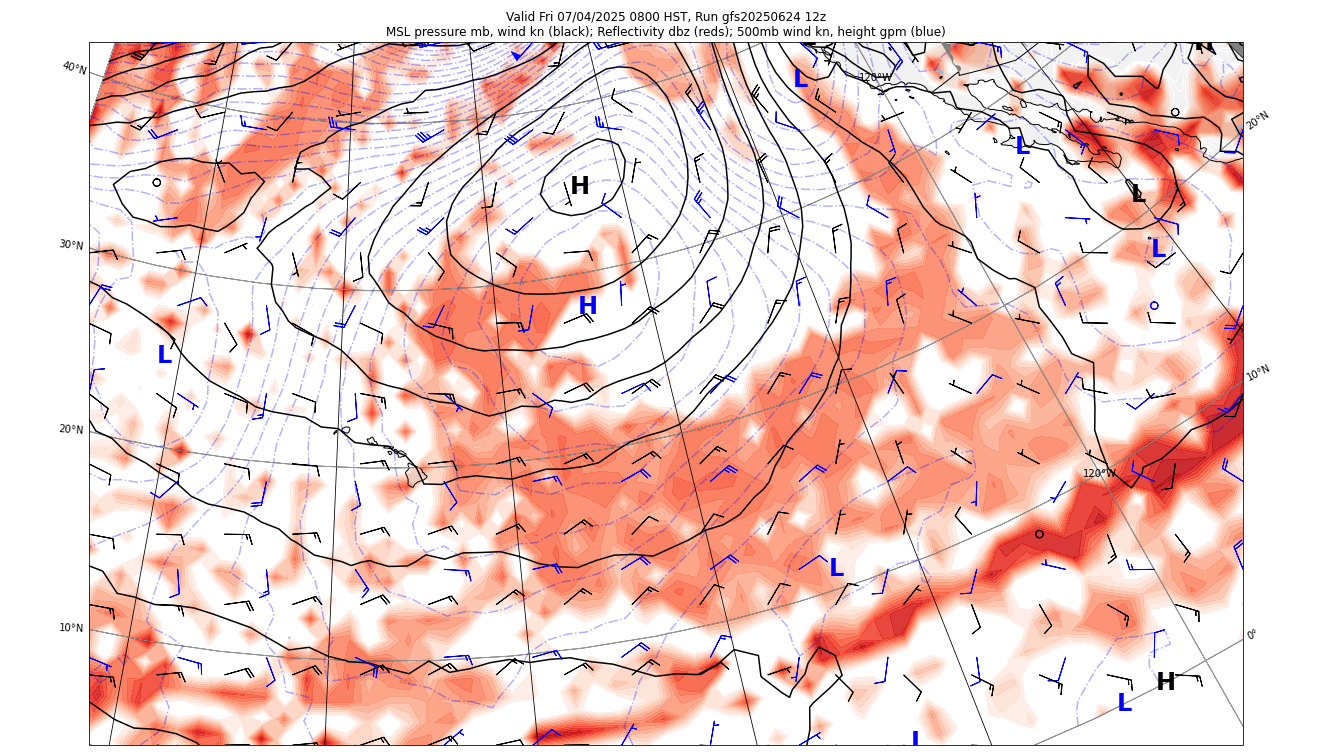 Valid Fri 07/04/2025 0800 HST, Run gfs20250624 12z
MSL pressure mb, wind kn (black); Reflectivity dbz (reds); 500mb wind kn, height gpm (blue)
40°N
L
120°W
20°N
L
H
L
30°N
L
H
L
10°N
20°N
120°W
L
10°N
0°
H
L
L